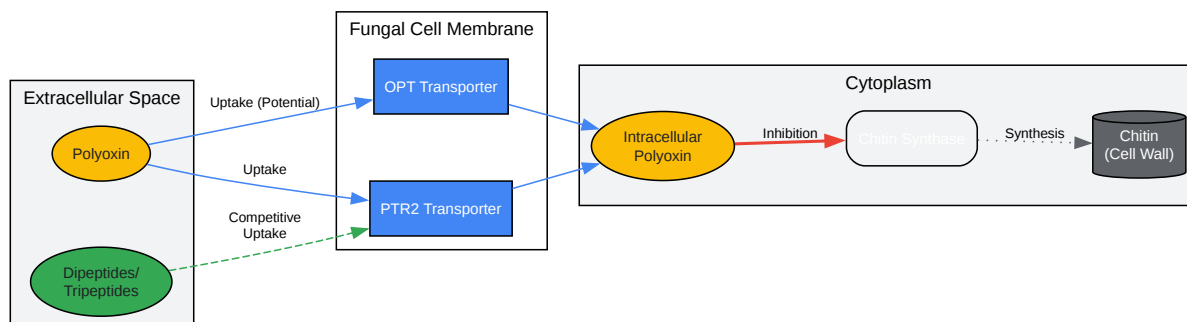 Fungal Cell Membrane
Extracellular Space
Cytoplasm
Polyoxin
Uptake (Potential)
OPT Transporter
Uptake
PTR2 Transporter
Competitive
Uptake
Dipeptides/
Tripeptides
Intracellular
Polyoxin
Inhibition
Chitin Synthase
Synthesis
Chitin
(Cell Wall)